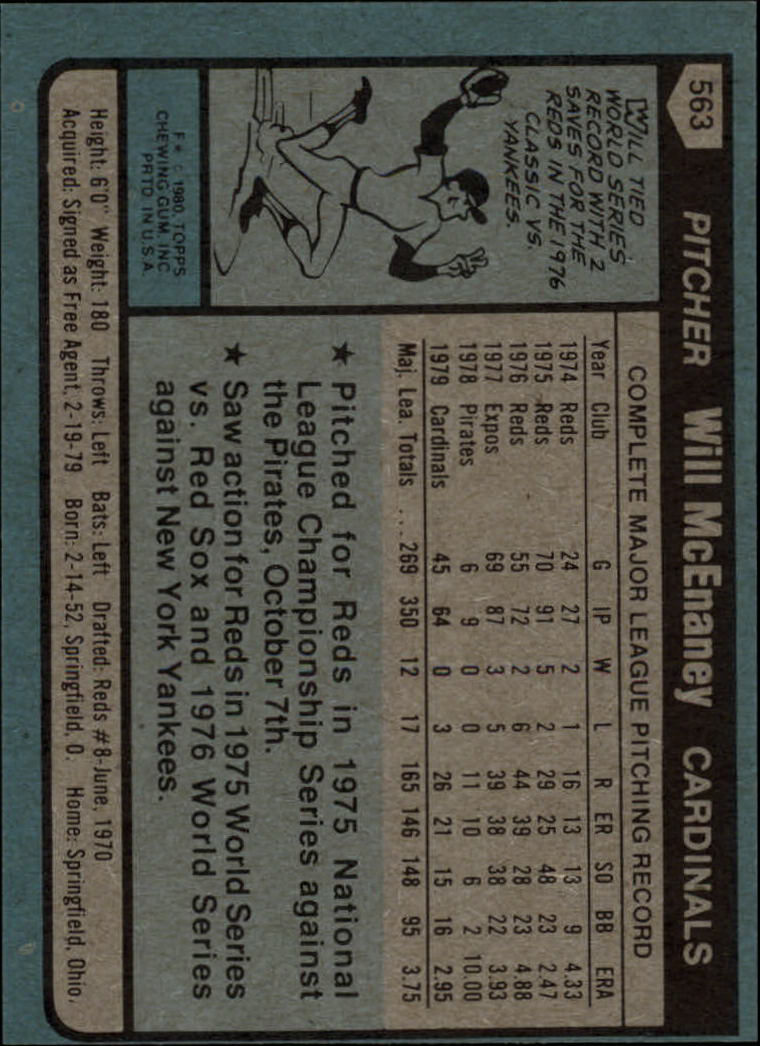 563 PITCHER Will McEnaney CARDINALS
WILL TIED
WORLD SERIES
RECORD WITH 2
SAVES FOR THE
REDS IN THE 1976
CLASSIC VS.
YANKEES.
COMPLETE MAJOR LEAGUE PITCHING RECORD
Year Club G IP W L R ER SO BB ERA
1974 Reds 24 27 2 1 16 13 13 9 4.33
1975 Reds 70 91 5 2 29 25 48 23 2.47
1976 Reds 55 72 2 6 44 39 28 23 4.88
1977 Expos 69 87 3 5 39 38 38 22 3.93
1978 Pirates 6 9 0 0 11 10 6 2 10.00
1979 Cardinals 45 64 0 3 26 21 15 16 2.95
Maj. Lea. Totals ... 269 350 12 17 165 146 148 95 3.75
★ Pitched for Reds in 1975 National
League Championship Series against
the Pirates, October 7th.
★ Saw action for Reds in 1975 World Series
vs. Red Sox and 1976 World Series
against New York Yankees.
F✶ © 1980, TOPPS
CHEWING GUM, INC.
PRTD IN U.S.A.
Height: 6'0" Weight: 180 Throws: Left Bats: Left Drafted: Reds #8-June, 1970
Acquired: Signed as Free Agent, 2-19-79 Born: 2-14-52, Springfield, O. Home: Springfield, Ohio.